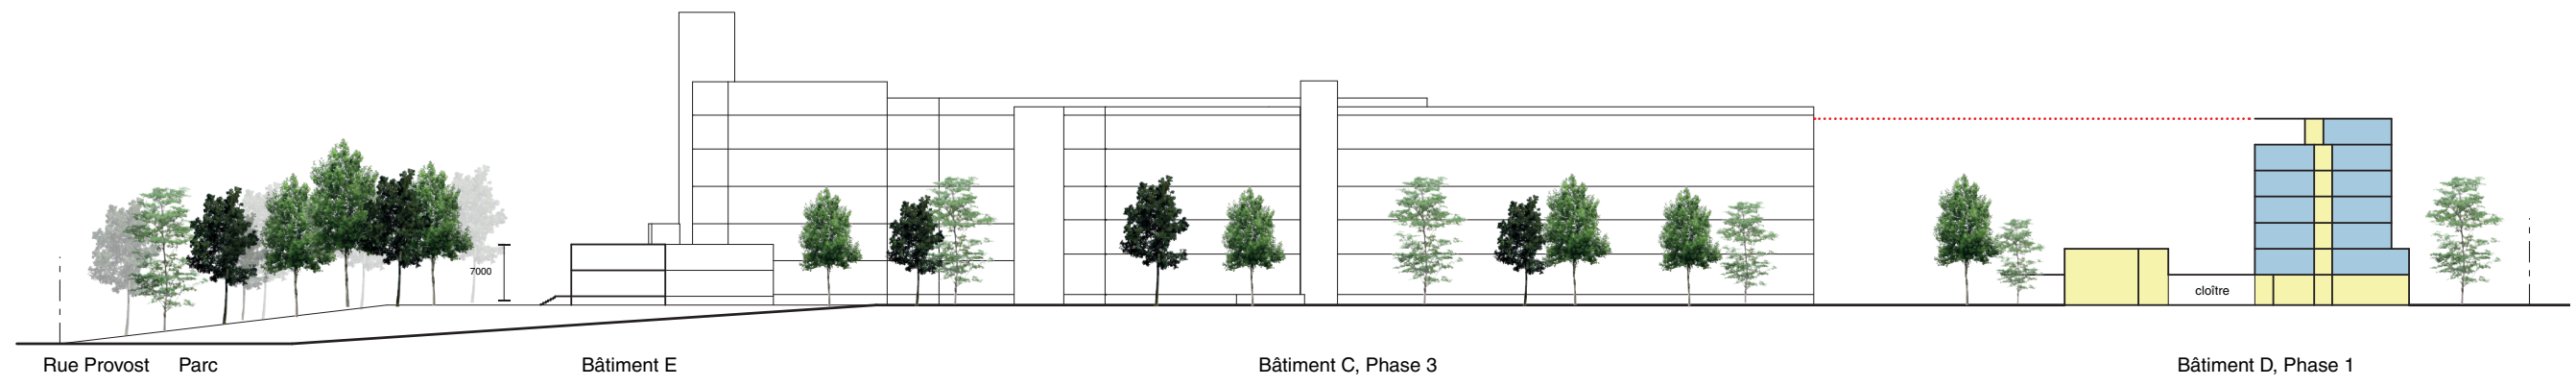 7000
cloître
Rue Provost
Parc
Bâtiment E
Bâtiment C, Phase 3
Bâtiment D, Phase 1